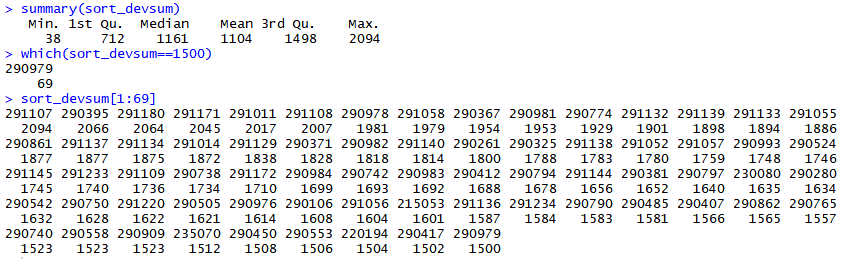 > summary(sort_devsum)
Min. 1st Qu. Median Mean 3rd Qu. Max.
38 712 1161 1104 1498 2094
> which(sort_devsum==1500)
290979
69
> sort_devsum[1:69]
291107 290395 291180 291171 291011 291108 290978 291058 290367 290981 290774 291132 291139 291133 291055
2094 2066 2064 2045 2017 2007 1981 1979 1954 1953 1929 1901 1898 1894 1886
290861 291137 291134 291014 291129 290371 290982 291140 290261 290325 291138 291052 291057 290993 290524
1877 1877 1875 1872 1838 1828 1818 1814 1800 1788 1783 1780 1759 1748 1746
291145 291233 291109 290738 291172 290984 290742 290983 290412 290794 291144 290381 290797 230080 290280
1745 1740 1736 1734 1710 1699 1693 1692 1688 1678 1656 1652 1640 1635 1634
290542 290750 291220 290505 290976 290106 291056 215053 291136 291234 290790 290485 290407 290862 290765
1632 1628 1622 1621 1614 1608 1604 1601 1587 1584 1583 1581 1566 1565 1557
290740 290558 290909 235070 290450 290553 220194 290417 290979
1523 1523 1523 1512 1508 1506 1504 1502 1500